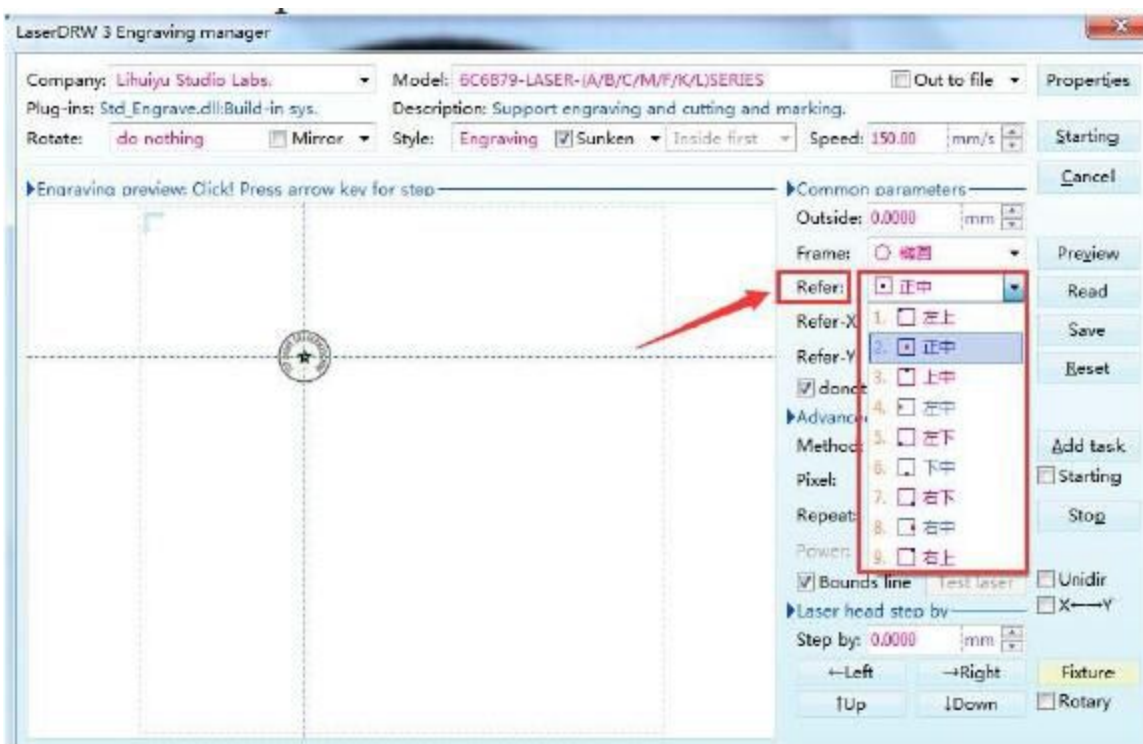 LaserDRW 3 Engraving manager
Company: Lihuiyu Studio Labs. Model: 6C6B79-LASER-(A/B/C/M/F/K/L)SERIES Out to file Properties
Plug-ins: Std_Engrave.dll:Build-in sys. Description: Support engraving and cutting and marking.
Rotate: do nothing Mirror Style: Engraving Sunken Inside first Speed: 150.00 mm/s Starting
Cancel
Engraving preview: Click! Press arrow key for step
Common parameters
Outside: 0.0000 mm
Frame: 椭圆 Preview
Refer: 正中 Read
Refer-X 1. 左上 Save
Refer-Y 2. 正中
3. 上中 Reset
donot 4. 左中
Advance 5. 左下
Method: 6. 下中 Add task
Pixel: 7. 右下 Starting
Repeat: 8. 右中 Stop
Power: 9. 右上
Bounds line Test laser Unidir
X←—→Y
Laser head step by
Step by: 0.0000 mm
←Left →Right Fixture
↑Up ↓Down Rotary